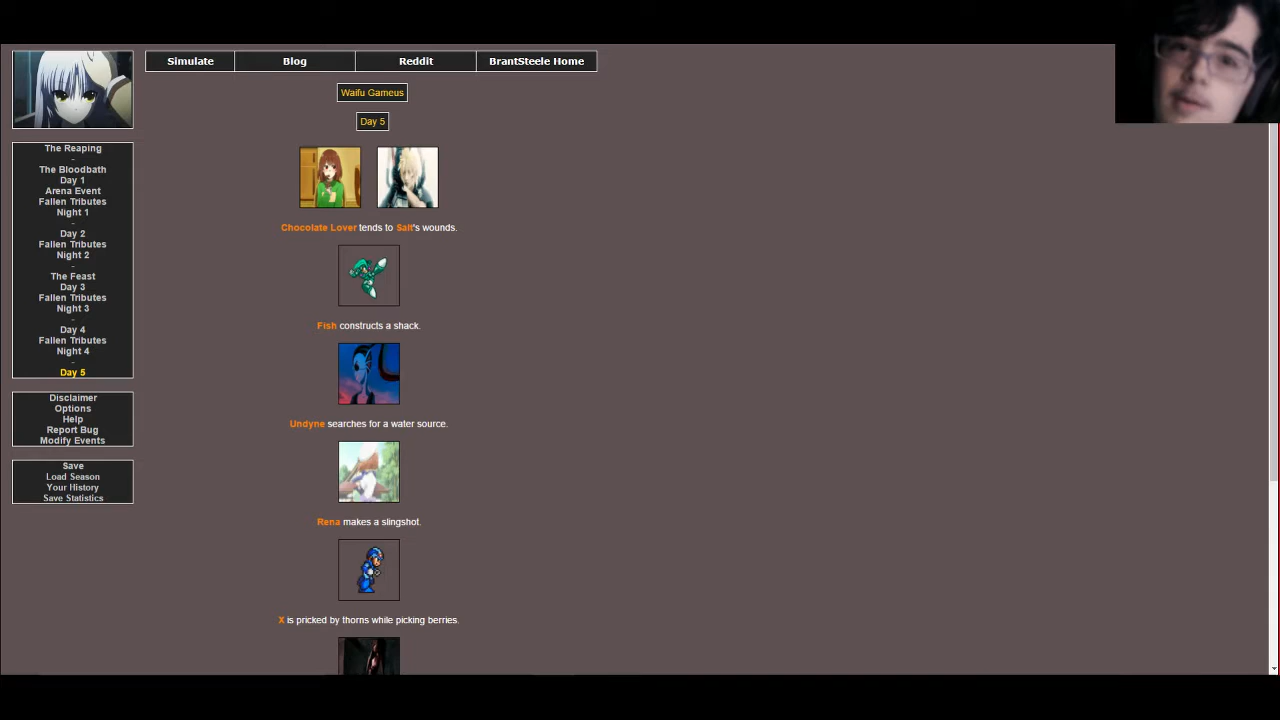 Simulate
Blog
Reddit
BrantSteele Home
The Reaping
-
The Bloodbath
Day 1
Arena Event
Fallen Tributes
Night 1
-
Day 2
Fallen Tributes
Night 2
-
The Feast
Day 3
Fallen Tributes
Night 3
-
Day 4
Fallen Tributes
Night 4
-
Day 5
Disclaimer
Options
Help
Report Bug
Modify Events
Save
Load Season
Your History
Save Statistics
Waifu Gameus
Day 5
Chocolate Lover tends to Salt's wounds.
Fish constructs a shack.
Undyne searches for a water source.
Rena makes a slingshot.
X is pricked by thorns while picking berries.